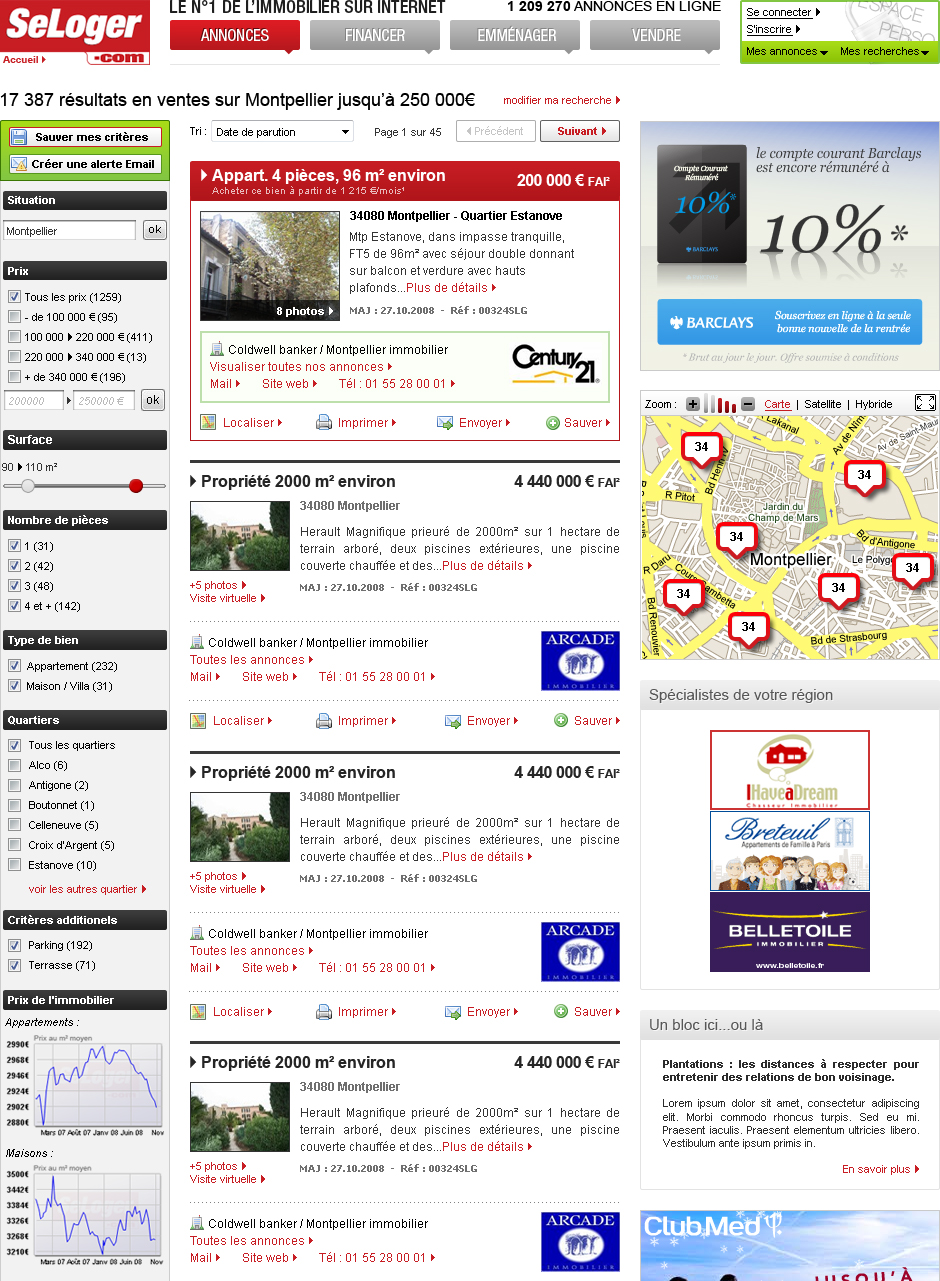 SeLoger
.com
Accueil
LE N°1 DE L'IMMOBILIER SUR INTERNET
1 209 270 ANNONCES EN LIGNE
ANNONCES
FINANCER
EMMÉNAGER
VENDRE
Se connecter
S'inscrire
ESPACE
PERSO
Mes annonces
Mes recherches
17 387 résultats en ventes sur Montpellier jusqu'à 250 000€
modifier ma recherche
Sauver mes critères
Créer une alerte Email
Situation
Montpellier
ok
Prix
Tous les prix (1259)
- de 100 000 € (95)
100 000 220 000 € (411)
220 000 340 000 € (13)
+ de 340 000 € (196)
200000
250000 €
ok
Surface
90 110 m²
Nombre de pièces
1 (31)
2 (42)
3 (48)
4 et + (142)
Type de bien
Appartement (232)
Maison / Villa (31)
Quartiers
Tous les quartiers
Alco (6)
Antigone (2)
Boutonnet (1)
Celleneuve (5)
Croix d'Argent (5)
Estanove (10)
voir les autres quartier
Critères additionels
Parking (192)
Terrasse (71)
Prix de l'immobilier
Appartements :
Prix au m² moyen
2990€
2968€
2946€
2924€
2902€
2880€
Mars 07 Août 07 Janv 08 Juin 08 Nov
Maisons :
Prix au m² moyen
3500€
3442€
3384€
3326€
3268€
3210€
Mars 07 Août 07 Janv 08 Juin 08 Nov
Tri :
Date de parution
Page 1 sur 45
Précédent
Suivant
Appart. 4 pièces, 96 m² environ
200 000 € FAI²
Acheter ce bien à partir de 1 215 €/mois¹
8 photos
34080 Montpellier - Quartier Estanove
Mtp Estanove, dans impasse tranquille,
FT5 de 96m² avec séjour double donnant
sur balcon et verdure avec hauts
plafonds...Plus de détails
MAJ : 27.10.2008 - Réf : 00324SLG
Coldwell banker / Montpellier immobilier
Visualiser toutes nos annonces
Mail Site web Tél : 01 55 28 00 01
Century 21
Localiser Imprimer Envoyer Sauver
Propriété 2000 m² environ
4 440 000 € FAI²
34080 Montpellier
Herault Magnifique prieuré de 2000m² sur 1 hectare de
terrain arboré, deux piscines extérieures, une piscine
couverte chauffée et des...Plus de détails
+5 photos
Visite virtuelle
MAJ : 27.10.2008 - Réf : 00324SLG
Coldwell banker / Montpellier immobilier
Toutes les annonces
Mail Site web Tél : 01 55 28 00 01
ARCADE
IMMOBILIER
Localiser Imprimer Envoyer Sauver
Propriété 2000 m² environ
4 440 000 € FAI²
34080 Montpellier
Herault Magnifique prieuré de 2000m² sur 1 hectare de
terrain arboré, deux piscines extérieures, une piscine
couverte chauffée et des...Plus de détails
+5 photos
Visite virtuelle
MAJ : 27.10.2008 - Réf : 00324SLG
Coldwell banker / Montpellier immobilier
Toutes les annonces
Mail Site web Tél : 01 55 28 00 01
ARCADE
IMMOBILIER
Localiser Imprimer Envoyer Sauver
Propriété 2000 m² environ
4 440 000 € FAI²
34080 Montpellier
Herault Magnifique prieuré de 2000m² sur 1 hectare de
terrain arboré, deux piscines extérieures, une piscine
couverte chauffée et des...Plus de détails
+5 photos
Visite virtuelle
MAJ : 27.10.2008 - Réf : 00324SLG
Coldwell banker / Montpellier immobilier
Toutes les annonces
Mail Site web Tél : 01 55 28 00 01
ARCADE
IMMOBILIER
Compte Courant
Rémunéré
10%*
BARCLAYS
le compte courant Barclays
est encore rémunéré à
10%*
BARCLAYS
Souscrivez en ligne à la seule
bonne nouvelle de la rentrée
* Brut au jour le jour. Offre soumise à conditions
Zoom :
Carte | Satellite | Hybride
Lakanal
Av de Nîm
Av de Saint-Maur
34
Bd Henri IV
34
R Pitot
Jardin du
Champ de Mars
34
Bd d'Antigone
Montpellier
Le Polygo
34
R Daru
Cours Gambetta
34
34
34
Bd Renouvier
Bd de Strasbourg
Spécialistes de votre région
IHaveaDream
Chasseur Immobilier
Breteuil
Appartements de Famille à Paris
BELLETOILE
IMMOBILIER
www.belletoile.fr
Un bloc ici...ou là
Plantations : les distances à respecter pour
entretenir des relations de bon voisinage.
Lorem ipsum dolor sit amet, consectetur adipiscing
elit. Morbi commodo rhoncus turpis. Sed eu mi.
Praesent iaculis. Praesent elementum ultricies libero.
Vestibulum ante ipsum primis in.
En savoir plus
Club Med
JUSQU'À